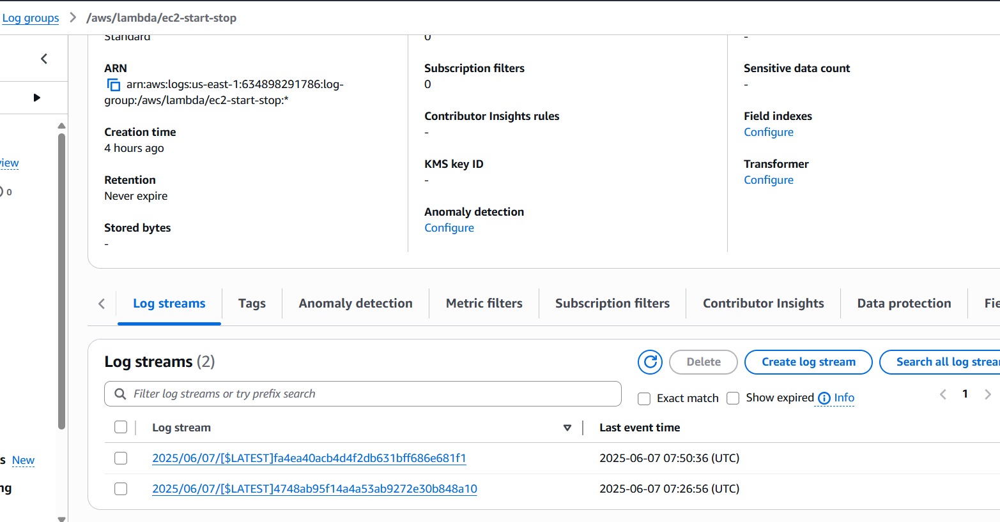 Log groups > /aws/lambda/ec2-start-stop
Standard
ARN
arn:aws:logs:us-east-1:634898291786:log-
group:/aws/lambda/ec2-start-stop:*
Creation time
4 hours ago
Retention
Never expire
Stored bytes
-
0
Subscription filters
0
Contributor Insights rules
-
KMS key ID
-
Anomaly detection
Configure
-
Sensitive data count
-
Field indexes
Configure
Transformer
Configure
view
0
s New
ng
Log streams
Tags
Anomaly detection
Metric filters
Subscription filters
Contributor Insights
Data protection
Fie
Log streams (2)
Delete
Create log stream
Search all log strea
Filter log streams or try prefix search
Exact match
Show expired
Info
1
Log stream
Last event time
2025/06/07/[$LATEST]fa4ea40acb4d4f2db631bff686e681f1
2025-06-07 07:50:36 (UTC)
2025/06/07/[$LATEST]4748ab95f14a4a53ab9272e30b848a10
2025-06-07 07:26:56 (UTC)